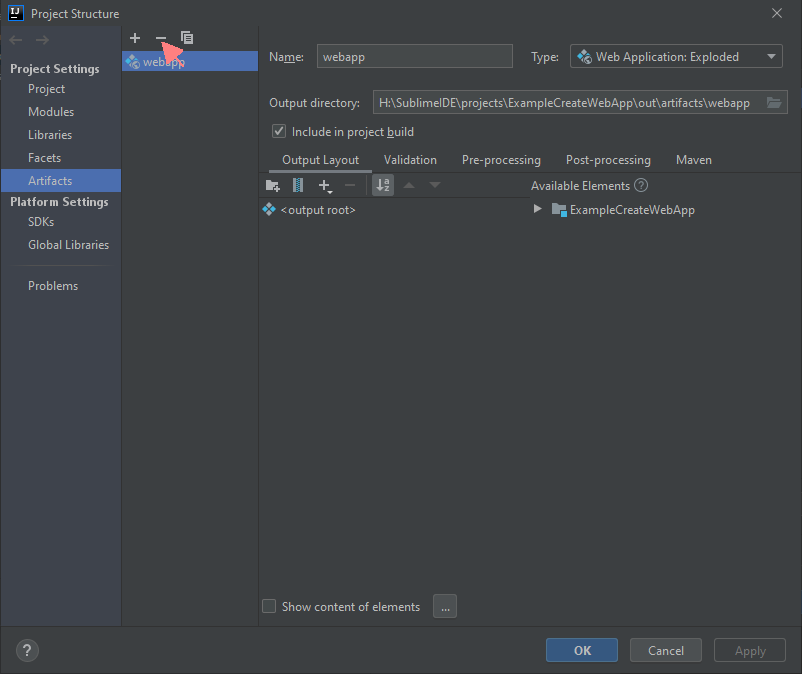 IJ Project Structure
Project Settings
Project
Modules
Libraries
Facets
Artifacts
Platform Settings
SDKs
Global Libraries
Problems
webapp
Name: webapp
Type: Web Application: Exploded
Output directory: H:\SublimeIDE\projects\ExampleCreateWebApp\out\artifacts\webapp
Include in project build
Output Layout Validation Pre-processing Post-processing Maven
Available Elements ?
<output root>
ExampleCreateWebApp
Show content of elements ...
? OK Cancel Apply